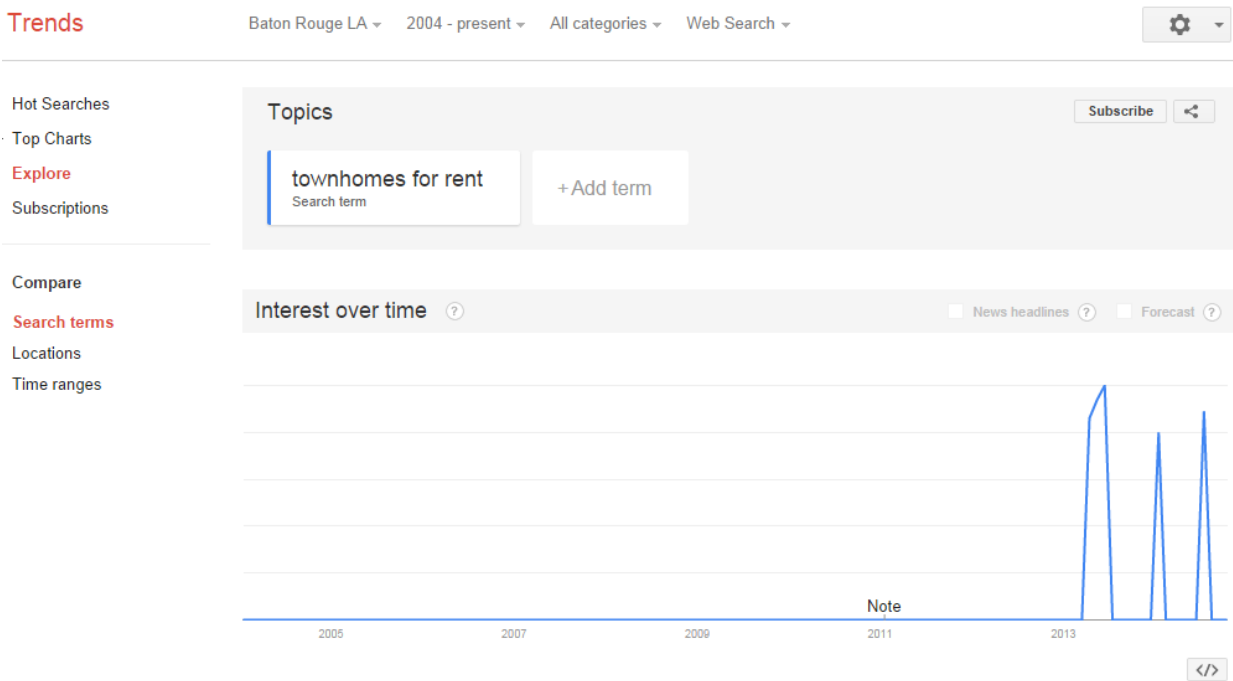 Trends
Baton Rouge LA 2004 - present All categories Web Search
Hot Searches
Top Charts
Explore
Subscriptions
Compare
Search terms
Locations
Time ranges
Topics
Subscribe
townhomes for rent
Search term
+Add term
Interest over time ?
News headlines ? Forecast ?
Note
2005 2007 2009 2011 2013
</>